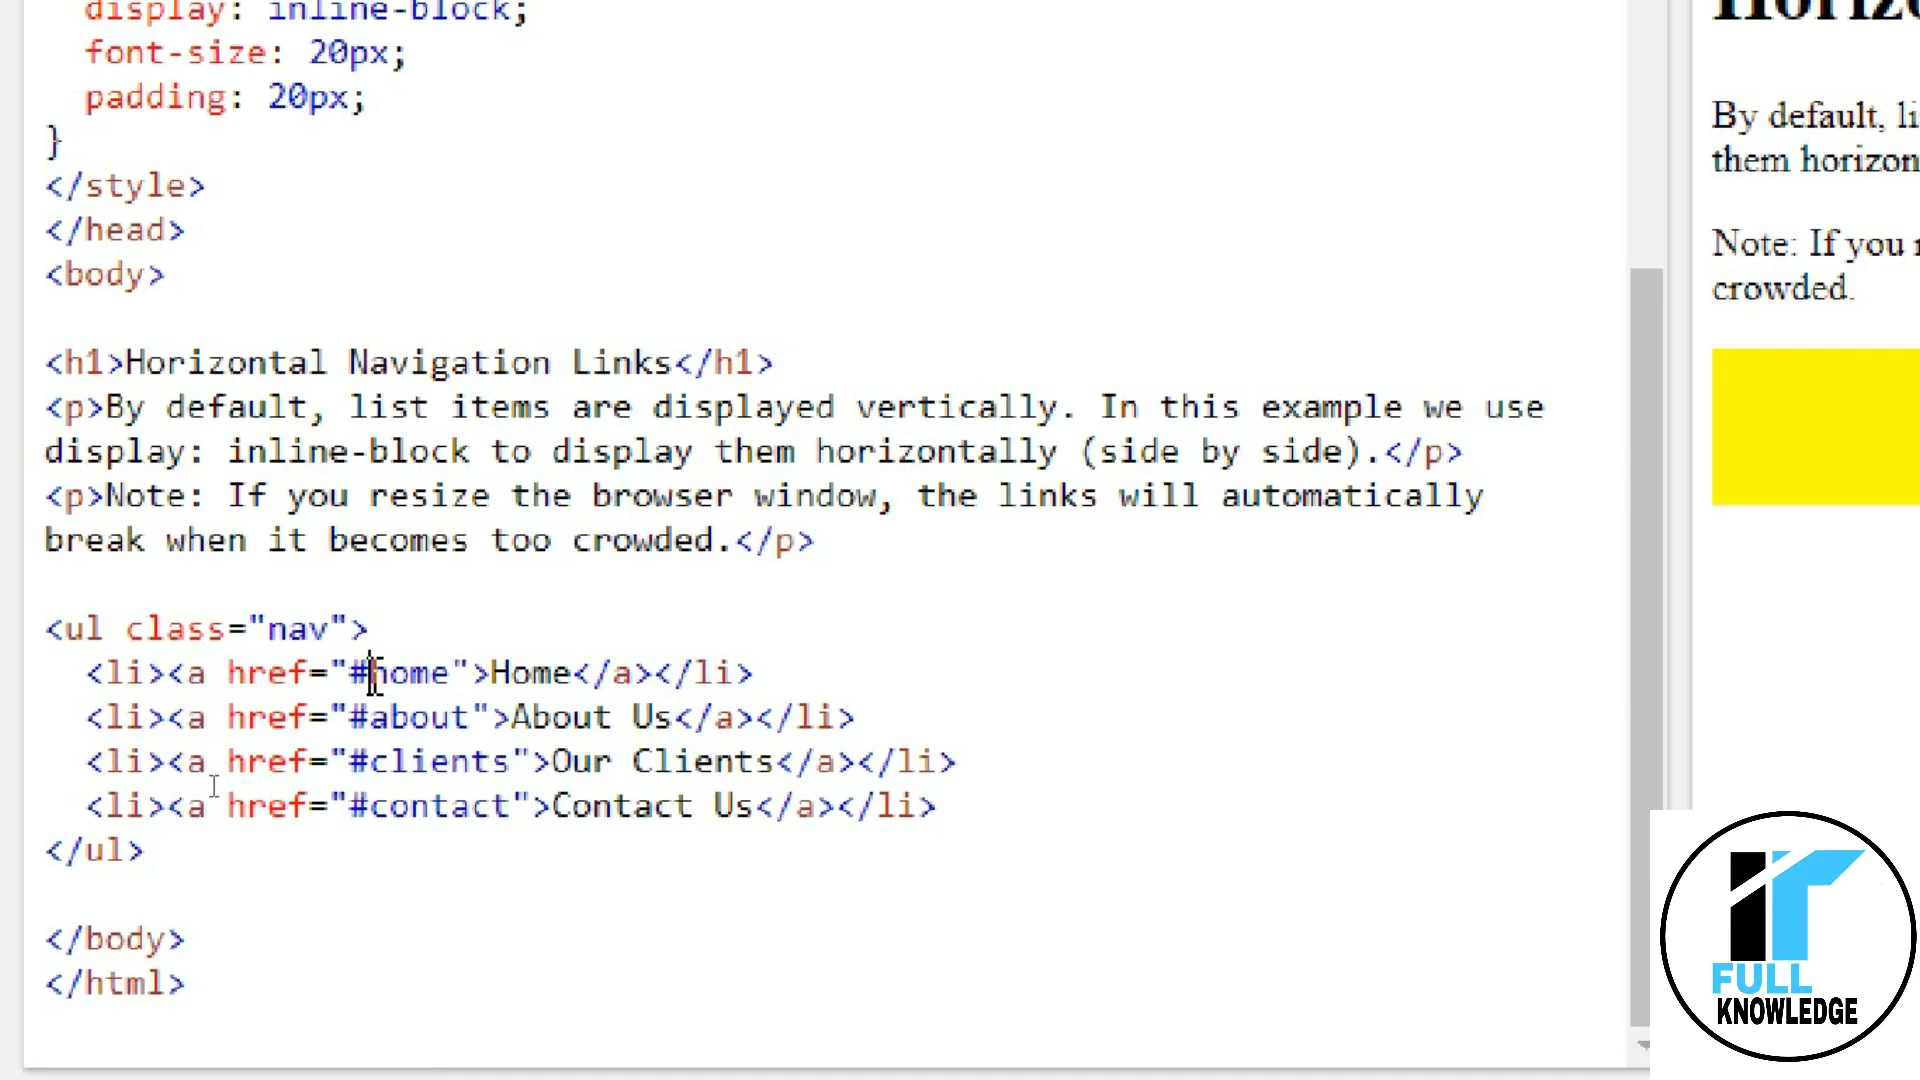 display: inline-block;
font-size: 20px;
padding: 20px;
}
</style>
</head>
<body>
<h1>Horizontal Navigation Links</h1>
<p>By default, list items are displayed vertically. In this example we use
display: inline-block to display them horizontally (side by side).</p>
<p>Note: If you resize the browser window, the links will automatically
break when it becomes too crowded.</p>
<ul class="nav">
<li><a href="#home">Home</a></li>
<li><a href="#about">About Us</a></li>
<li><a href="#clients">Our Clients</a></li>
<li><a href="#contact">Contact Us</a></li>
</ul>
</body>
</html>
By default,
them
Note: If you
crowded.
FULL
KNOWLEDGE